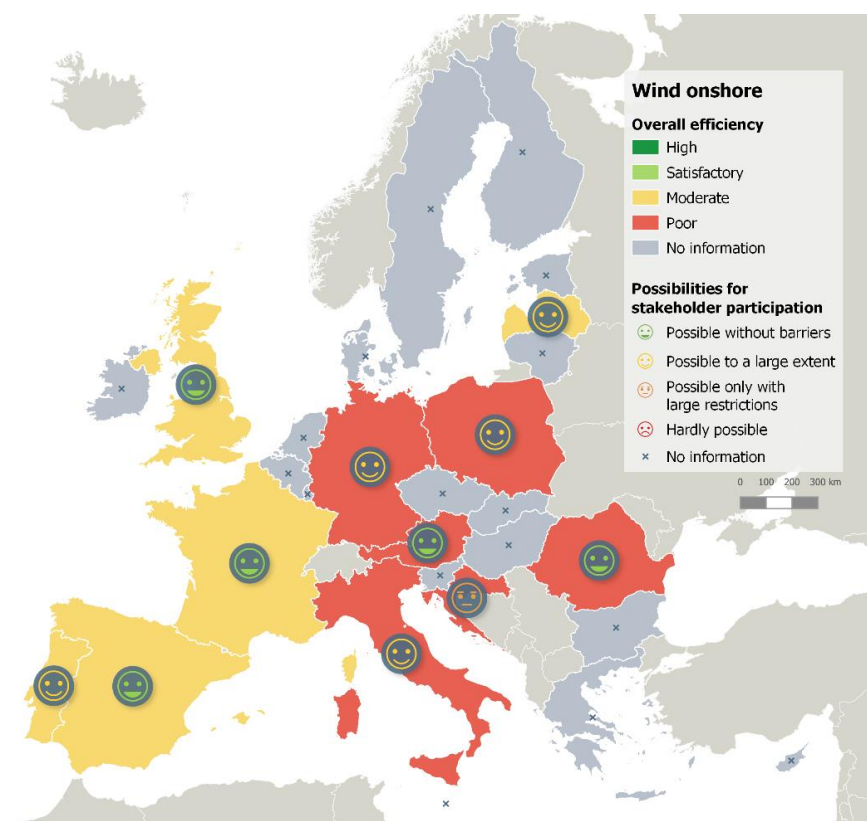 Wind onshore
Overall efficiency
High
Satisfactory
Moderate
Poor
No information
Possibilities for
stakeholder participation
Possible without barriers
Possible to a large extent
Possible only with
large restrictions
Hardly possible
No information
0 100 200 300 km